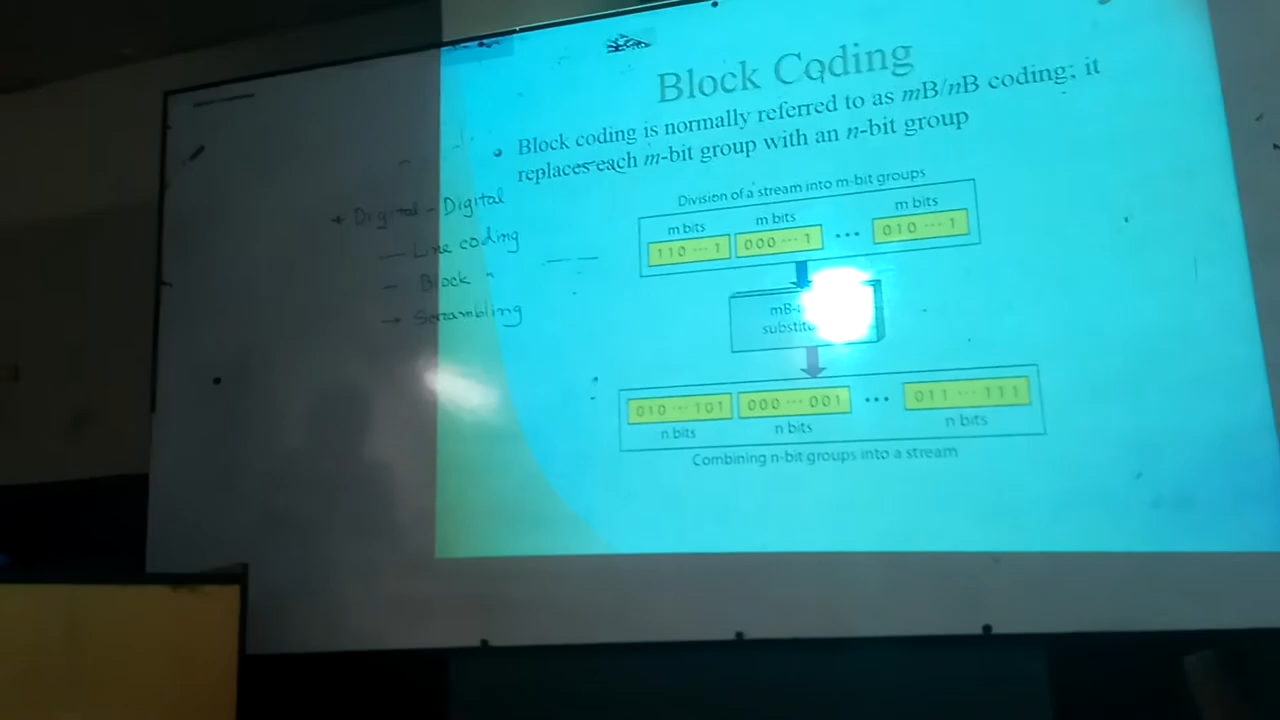 Block Coding
Block coding is normally referred to as mB/nB coding; it
replaces each m-bit group with an n-bit group
Division of a stream into m-bit groups
m bits m bits m bits
110 ··· 1 000 ··· 1 ··· 010 ··· 1
mB-
n bits n bits n bits
010 ··· 101 000 ··· 001 ··· 011 ··· 111
Combining n-bit groups into a stream
Digital - Digital
— Line coding
— Block "
→ Scrambling